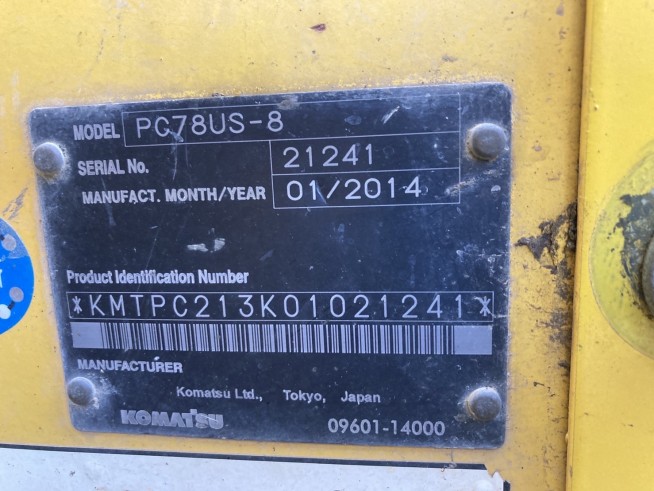 MODEL PC78US-8
SERIAL No. 21241
MANUFACT. MONTH/YEAR 01/2014
Product Identification Number
*KMTPC213K01021241*
MANUFACTURER
Komatsu Ltd., Tokyo, Japan
KOMATSU 09601-14000